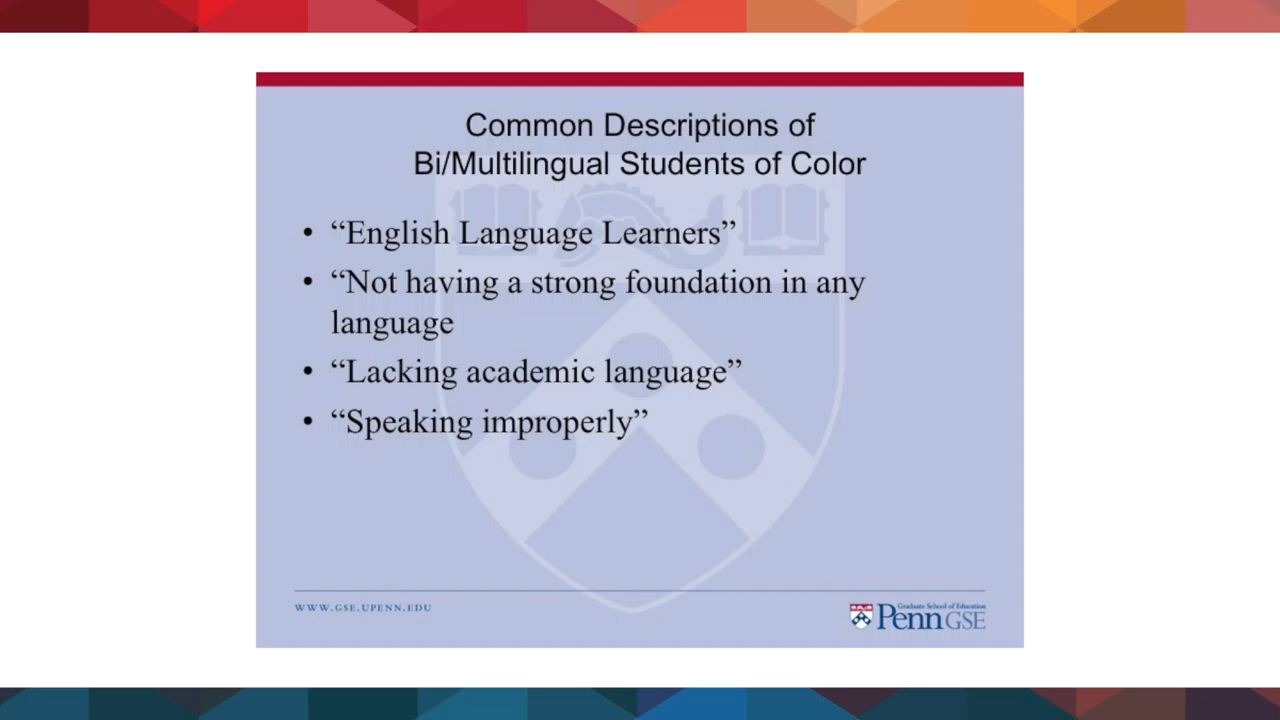 Common Descriptions of
Bi/Multilingual Students of Color
• “English Language Learners”
• “Not having a strong foundation in any
language
• “Lacking academic language”
• “Speaking improperly”
WWW.GSE.UPENN.EDU
Graduate School of Education
Penn GSE